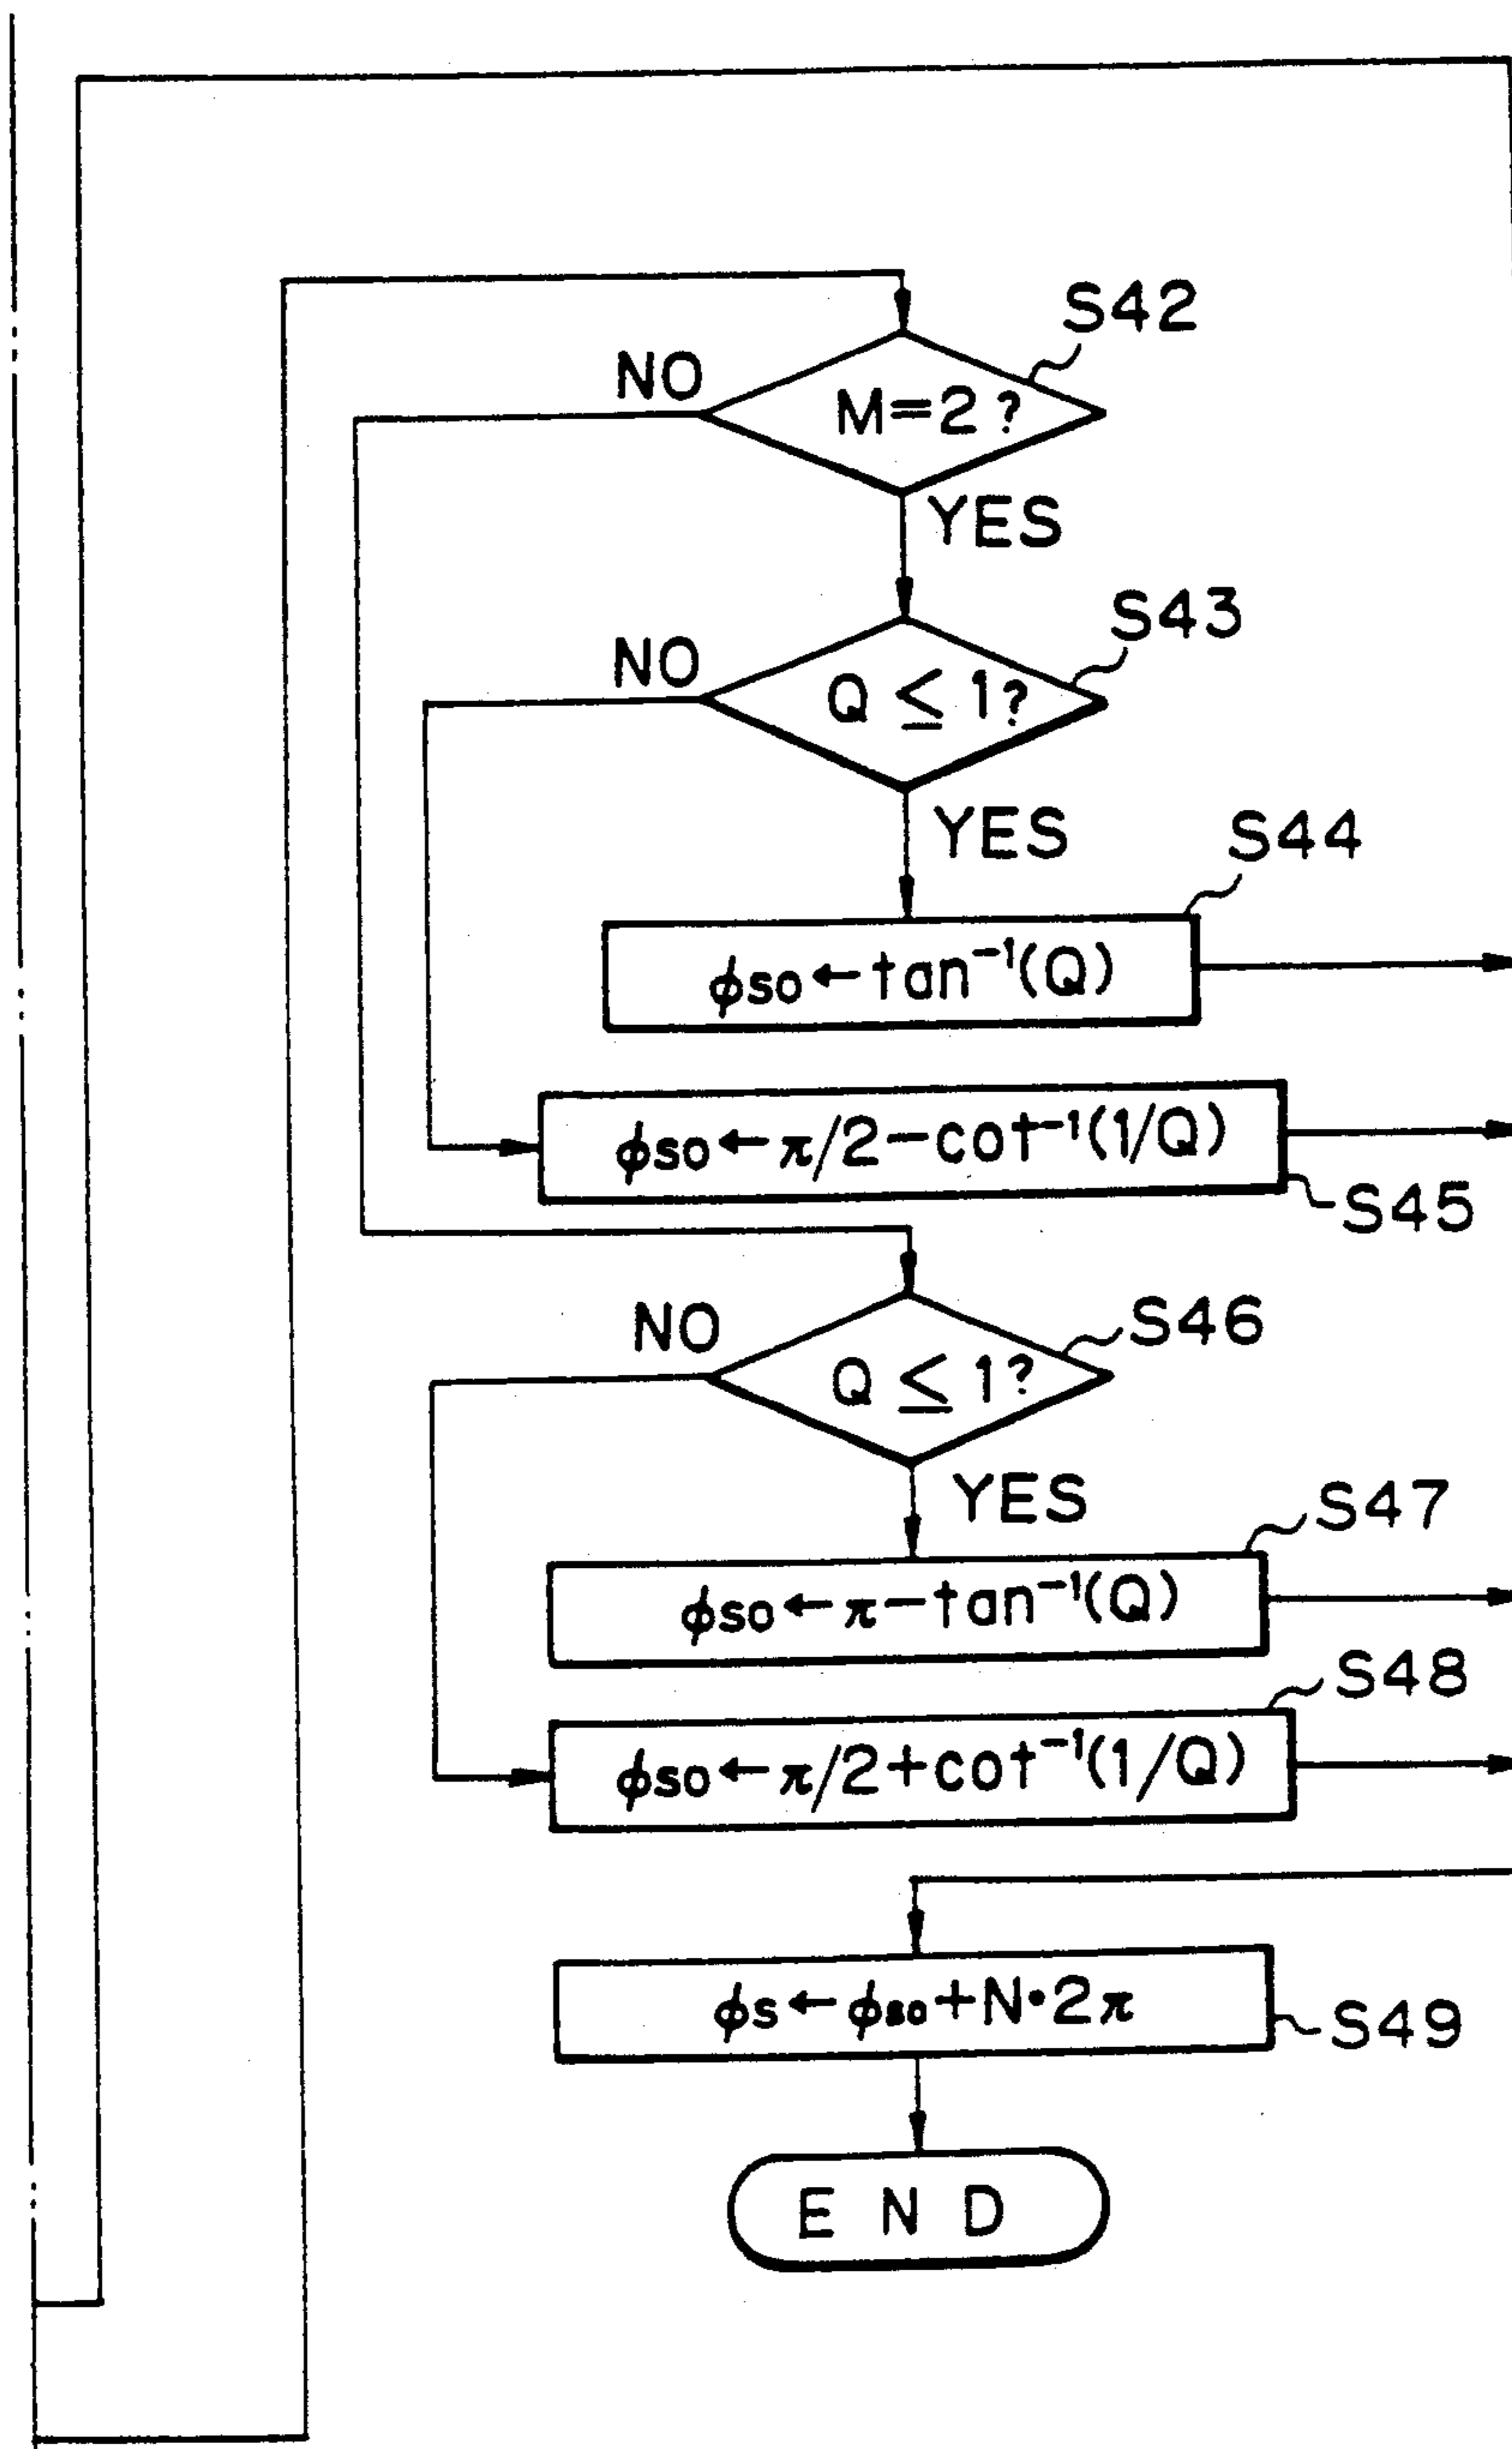 S42
NO
M=2?
YES
S43
NO
Q ≤ 1?
YES
S44
ϕso←tan⁻¹(Q)
ϕso←π/2−cot⁻¹(1/Q)
S45
NO
S46
Q ≤ 1?
YES
S47
ϕso←π−tan⁻¹(Q)
S48
ϕso←π/2+cot⁻¹(1/Q)
ϕs←ϕso+N•2π
S49
END